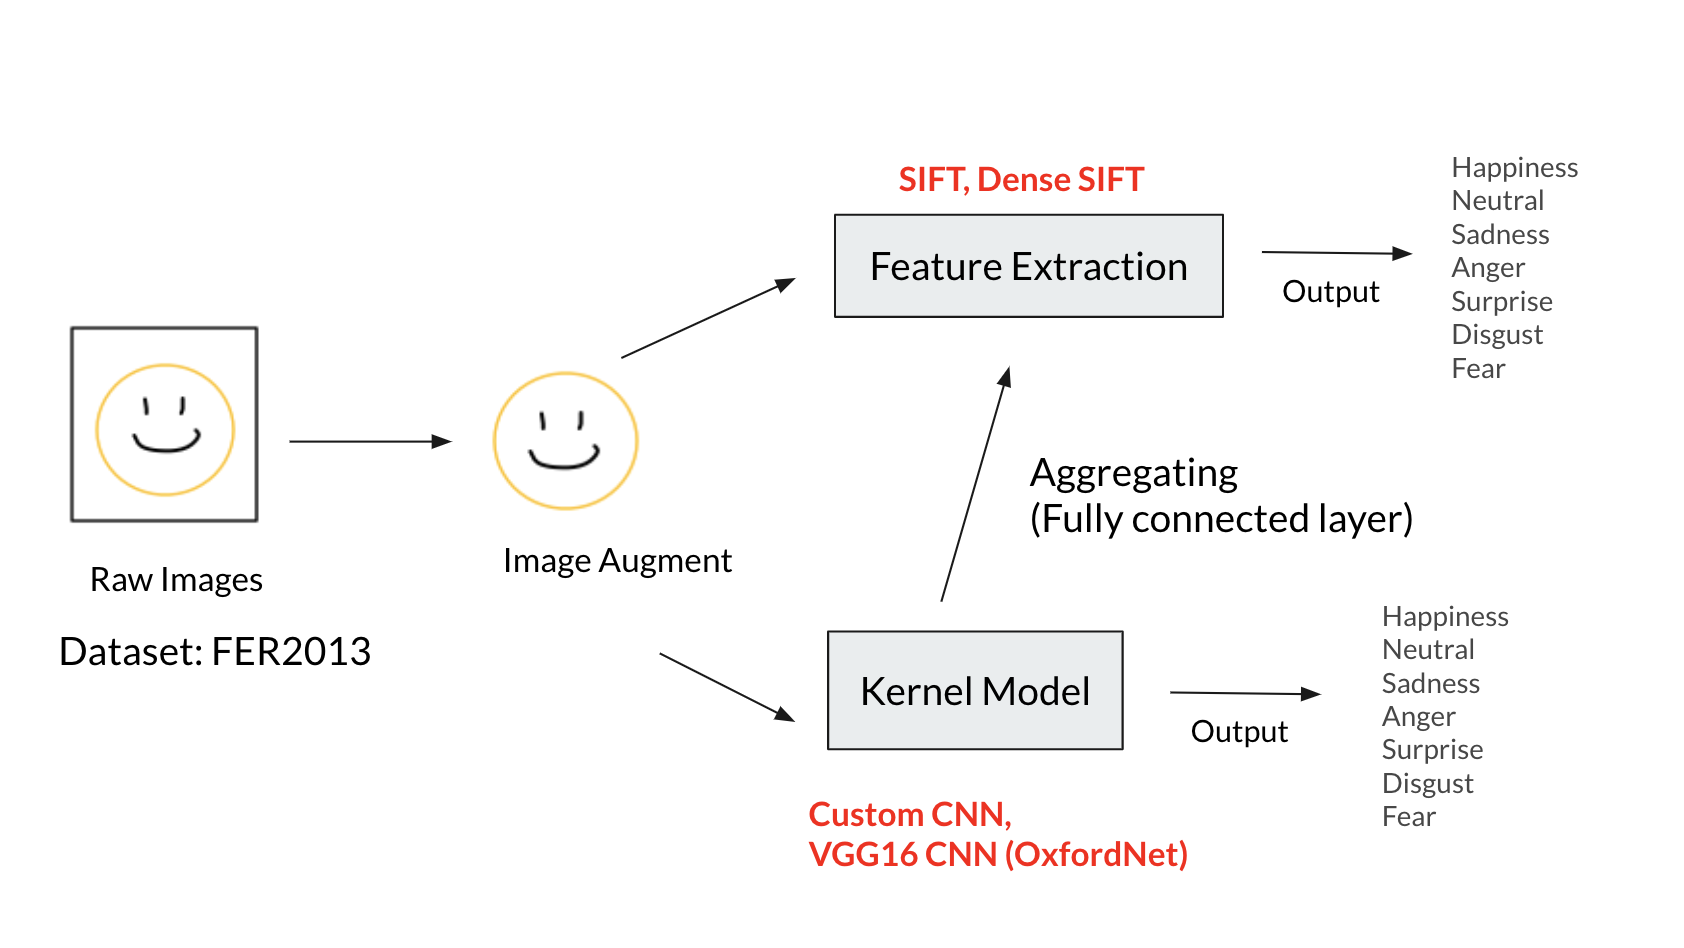 SIFT, Dense SIFT
Feature Extraction
Output
Happiness
Neutral
Sadness
Anger
Surprise
Disgust
Fear
Raw Images
Dataset: FER2013
Image Augment
Aggregating
(Fully connected layer)
Kernel Model
Custom CNN,
VGG16 CNN (OxfordNet)
Output
Happiness
Neutral
Sadness
Anger
Surprise
Disgust
Fear